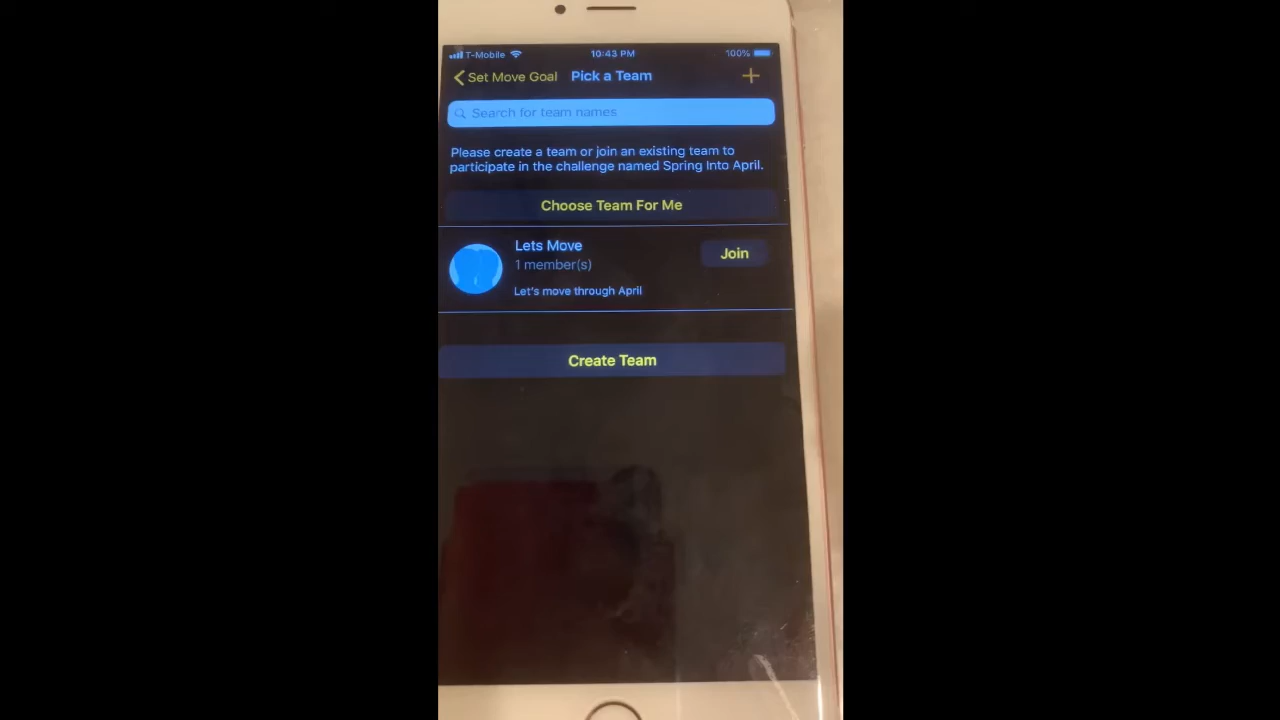 T-Mobile 10:43 PM 100%
Set Move Goal Pick a Team +
Search for team names
Please create a team or join an existing team to
participate in the challenge named Spring Into April.
Choose Team For Me
Lets Move
1 member(s)
Join
Let's move through April
Create Team